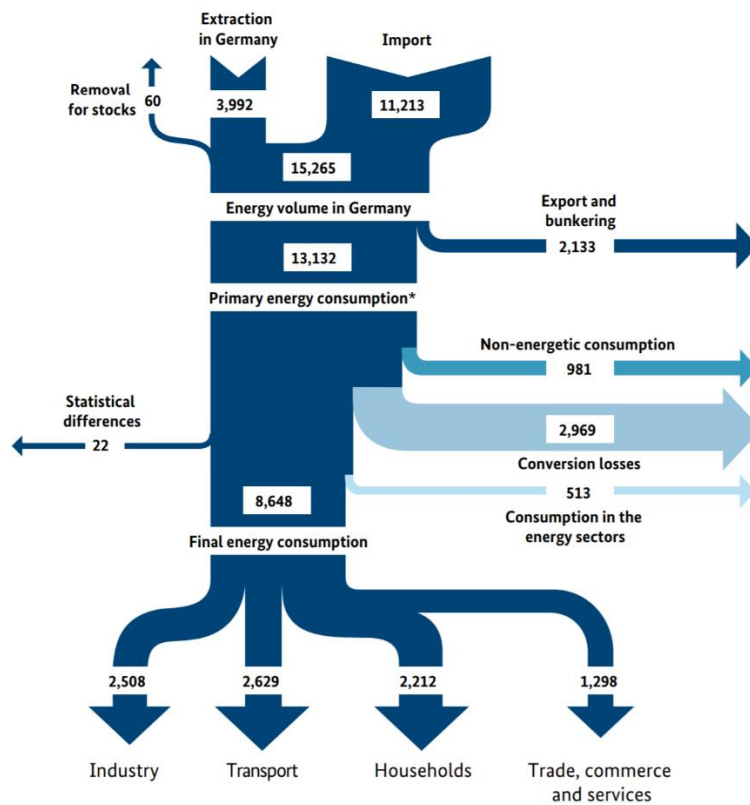 Extraction
in Germany
Import
Removal
for stocks
60
3,992
11,213
15,265
Energy volume in Germany
Export and
bunkering
2,133
13,132
Primary energy consumption*
Non-energetic consumption
981
Statistical
differences
22
2,969
Conversion losses
513
Consumption in the
energy sectors
8,648
Final energy consumption
2,508
2,629
2,212
1,298
Industry
Transport
Households
Trade, commerce
and services